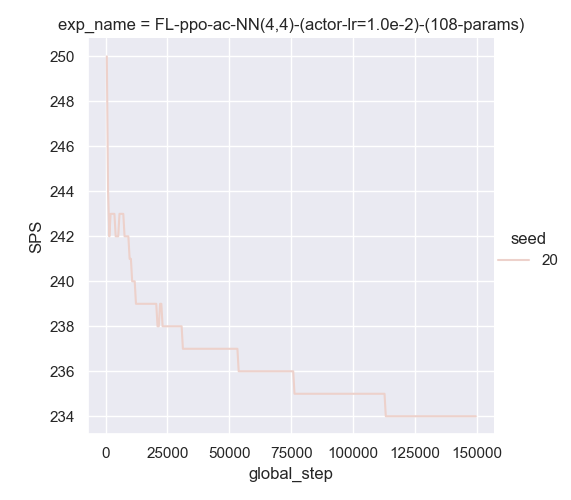 exp_name = FL-ppo-ac-NN(4,4)-(actor-lr=1.0e-2)-(108-params)
250
248
246
244
242
240
238
236
234
SPS
0 25000 50000 75000 100000 125000 150000
global_step
seed
20